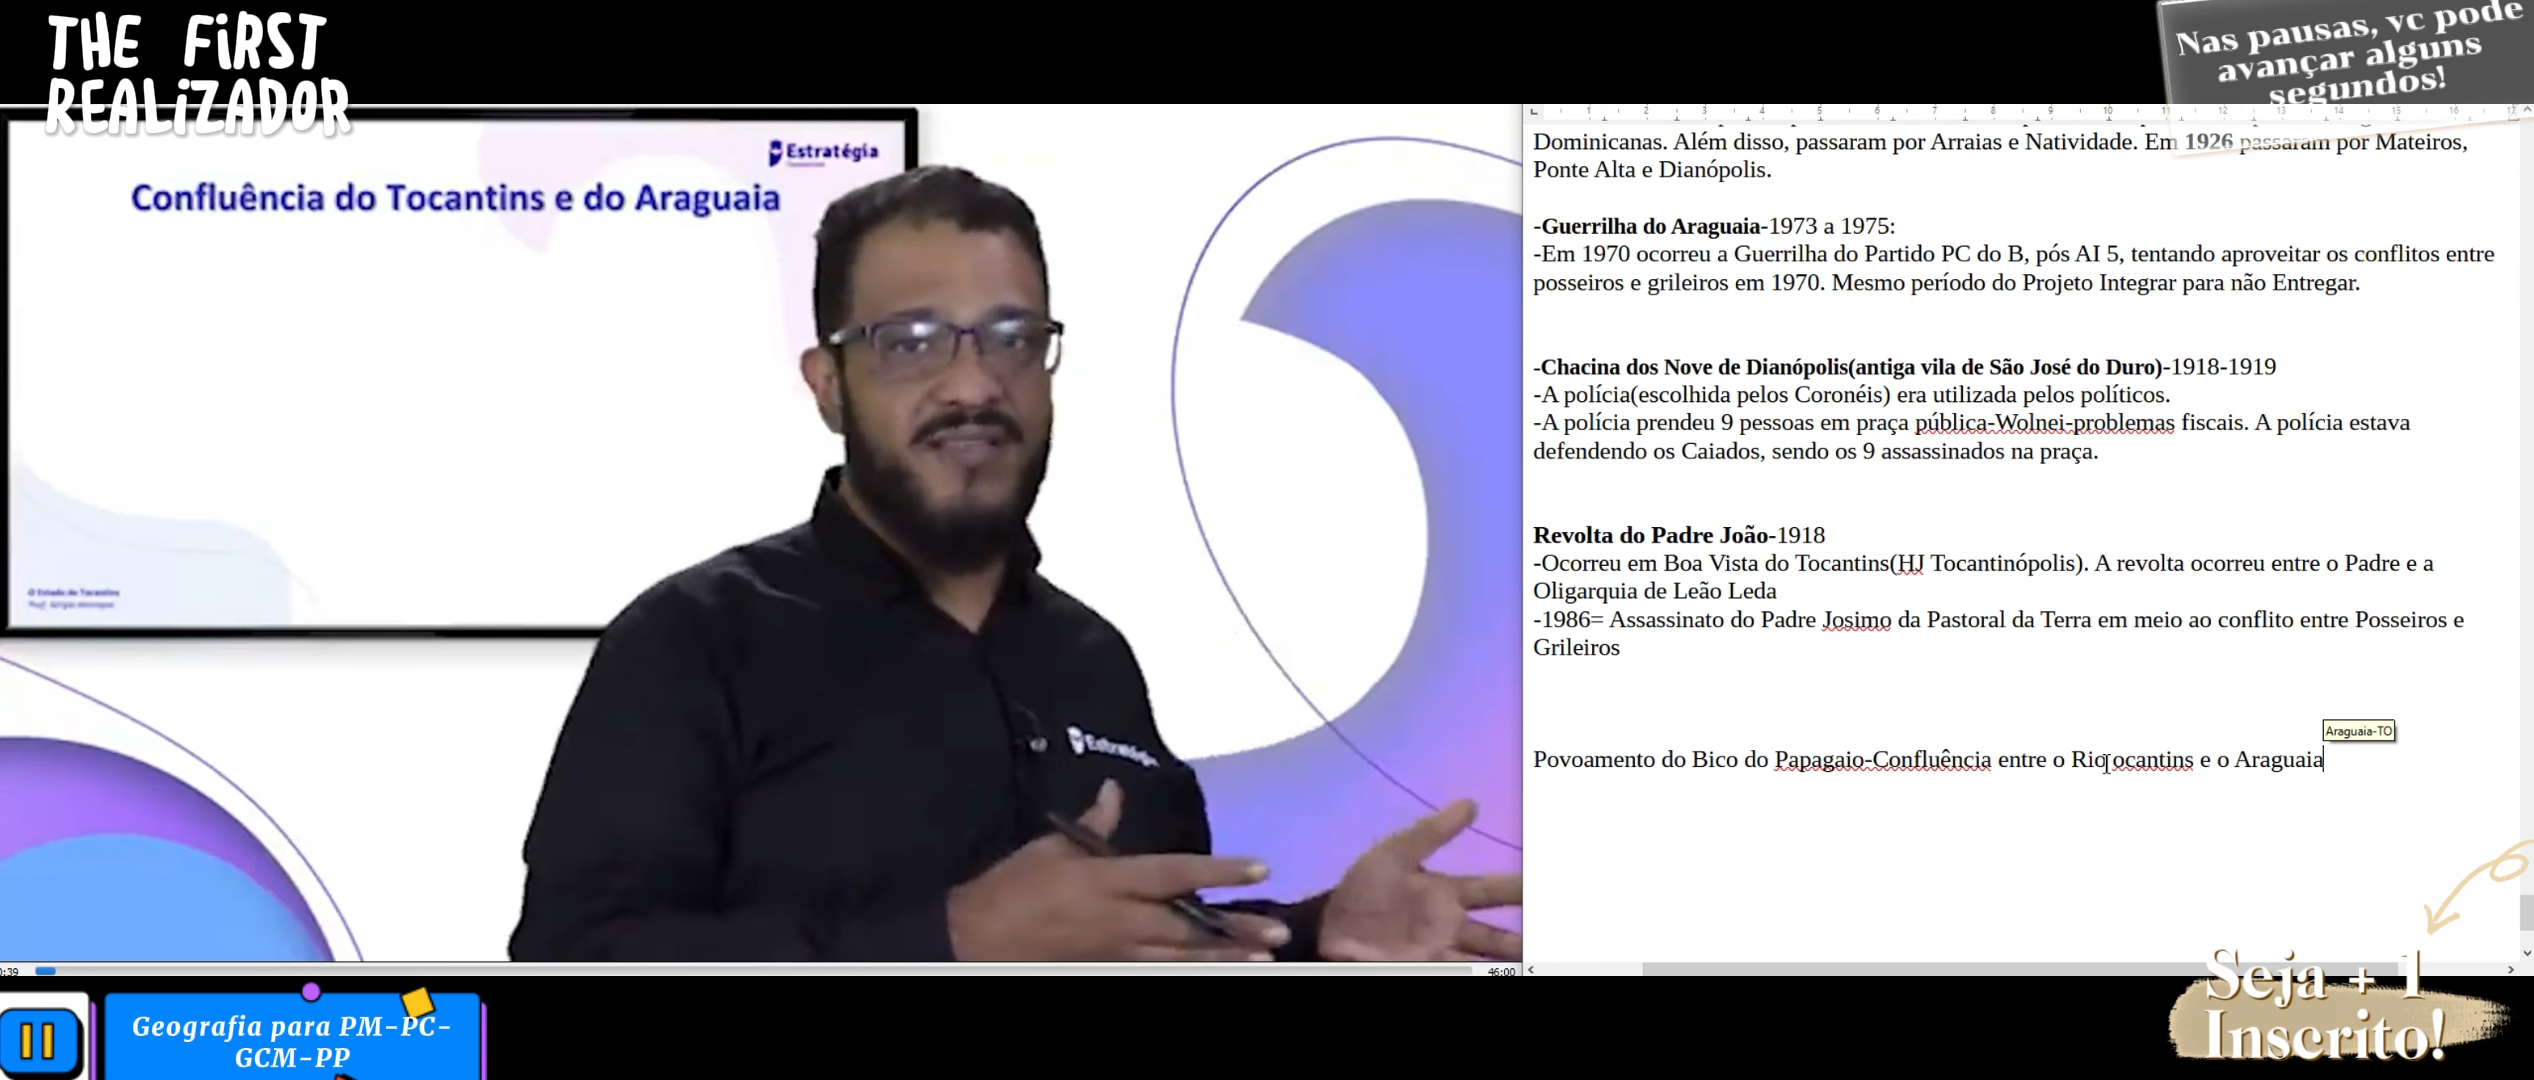 THE FiRST
REALiZADOR
Nas pausas, vc pode
avançar alguns
segundos!
Estratégia
Confluência do Tocantins e do Araguaia
O Estado do Tocantins
Estratégia
Dominicanas. Além disso, passaram por Arraias e Natividade. Em 1926 passaram por Mateiros,
Ponte Alta e Dianópolis.
-Guerrilha do Araguaia-1973 a 1975:
-Em 1970 ocorreu a Guerrilha do Partido PC do B, pós AI 5, tentando aproveitar os conflitos entre
posseiros e grileiros em 1970. Mesmo período do Projeto Integrar para não Entregar.
-Chacina dos Nove de Dianópolis(antiga vila de São José do Duro)-1918-1919
-A polícia(escolhida pelos Coronéis) era utilizada pelos políticos.
-A polícia prendeu 9 pessoas em praça pública-Wolnei-problemas fiscais. A polícia estava
defendendo os Caiados, sendo os 9 assassinados na praça.
Revolta do Padre João-1918
-Ocorreu em Boa Vista do Tocantins(HJ Tocantinópolis). A revolta ocorreu entre o Padre e a
Oligarquia de Leão Leda
-1986= Assassinato do Padre Josimo da Pastoral da Terra em meio ao conflito entre Posseiros e
Grileiros
Araguaia-TO
Povoamento do Bico do Papagaio-Confluência entre o Rio Tocantins e o Araguaia
:39
46:00
Geografia para PM-PC-
GCM-PP
Seja + 1
Inscrito!